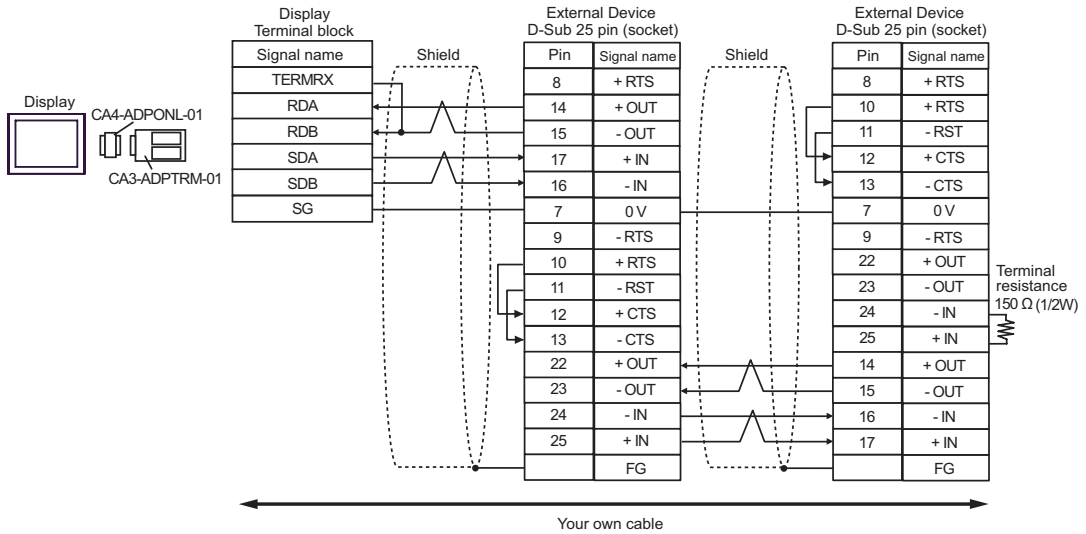 Display
Terminal block
External Device
D-Sub 25 pin (socket)
External Device
D-Sub 25 pin (socket)
Signal name
Shield
Pin
Signal name
Shield
Pin
Signal name
TERMRX
8
+ RTS
8
+ RTS
Display
CA4-ADPONL-01
CA3-ADPTRM-01
RDA
14
+ OUT
10
+ RTS
RDB
15
- OUT
11
- RST
SDA
17
+ IN
12
+ CTS
SDB
16
- IN
13
- CTS
SG
7
0 V
7
0 V
9
- RTS
9
- RTS
10
+ RTS
22
+ OUT
11
- RST
23
- OUT
12
+ CTS
24
- IN
13
- CTS
25
+ IN
Terminal
resistance
150 Ω (1/2W)
22
+ OUT
14
+ OUT
23
- OUT
15
- OUT
24
- IN
16
- IN
25
+ IN
17
+ IN
FG
FG
Your own cable